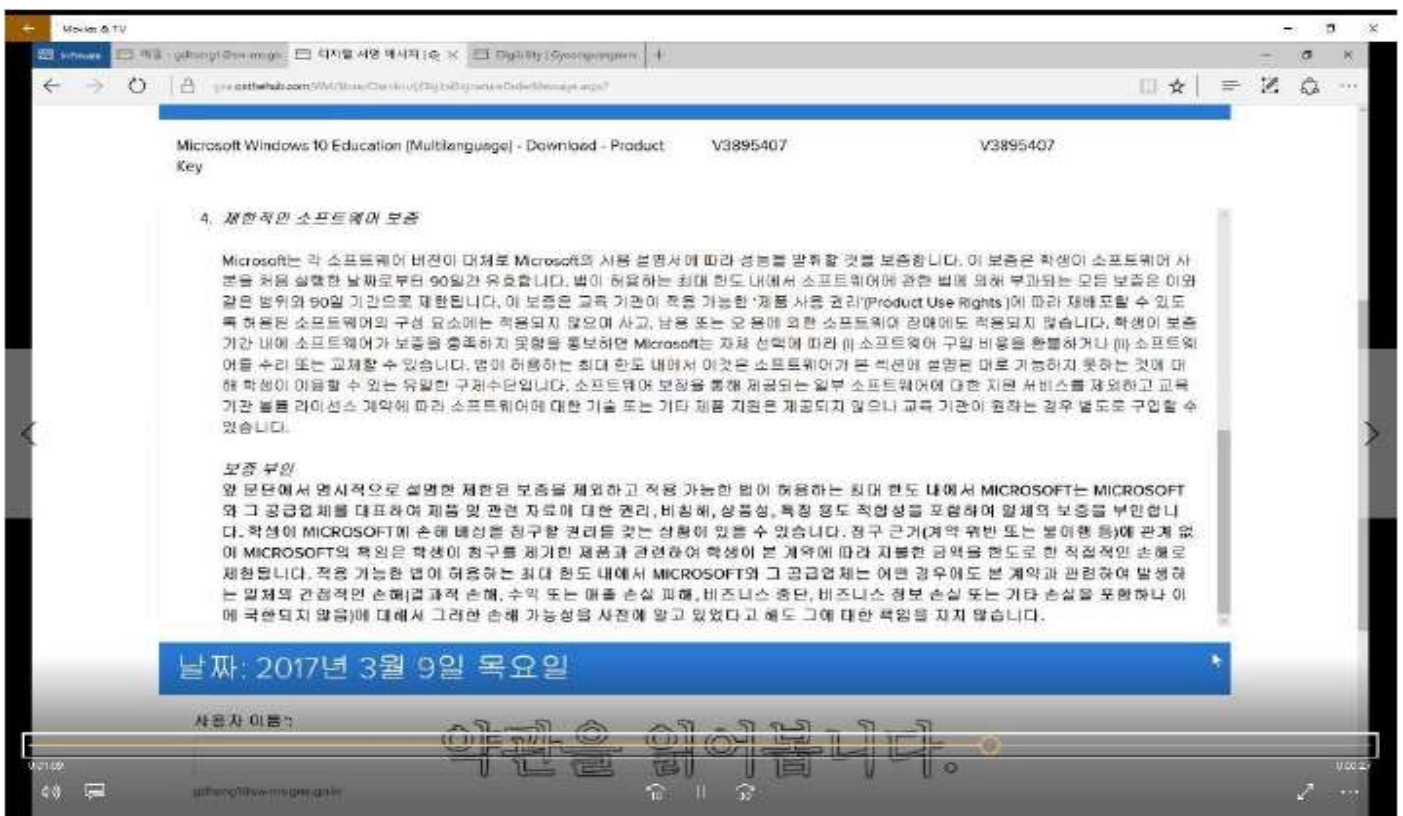 Movies & TV
디지털 서명 메시지 | G
Microsoft Windows 10 Education (Multilanguage) - Download - Product V3895407 V3895407
Key
4. 제한적인 소프트웨어 보증
Microsoft는 각 소프트웨어 버전이 대체로 Microsoft의 사용 설명서에 따라 성능을 발휘할 것을 보증합니다. 이 보증은 학생이 소프트웨어 사
본을 처음 실행한 날짜로부터 90일간 유효합니다. 법이 허용하는 최대 한도 내에서 소프트웨어에 관한 법에 의해 부과되는 모든 보증은 이와
같은 범위와 90일 기간으로 제한됩니다. 이 보증은 교육 기관이 적용 가능한 '제품 사용 권리'(Product Use Rights )에 따라 재배포할 수 있도
록 허용된 소프트웨어의 구성 요소에는 적용되지 않으며 사고, 남용 또는 오 용에 의한 소프트웨어 장애에도 적용되지 않습니다. 학생이 보증
기간 내에 소프트웨어가 보증을 충족하지 못함을 통보하면 Microsoft는 자체 선택에 따라 (i) 소프트웨어 구입 비용을 환불하거나 (ii) 소프트웨
어를 수리 또는 교체할 수 있습니다. 법이 허용하는 최대 한도 내에서 이것은 소프트웨어가 본 섹션에 설명된 대로 기능하지 못하는 것에 대
해 학생이 이용할 수 있는 유일한 구제수단입니다. 소프트웨어 보장을 통해 제공되는 일부 소프트웨어에 대한 지원 서비스를 제외하고 교육
기관 볼륨 라이선스 계약에 따라 소프트웨어에 대한 기술 또는 기타 제품 지원은 제공되지 않으나 교육 기관이 원하는 경우 별도로 구입할 수
있습니다.
보증 부인
앞 문단에서 명시적으로 설명한 제한된 보증을 제외하고 적용 가능한 법이 허용하는 최대 한도 내에서 MICROSOFT는 MICROSOFT
와 그 공급업체를 대표하여 제품 및 관련 자료에 대한 권리, 비침해, 상품성, 특정 용도 적합성을 포함하여 일체의 보증을 부인합니
다. 학생이 MICROSOFT에 손해 배상을 청구할 권리를 갖는 상황이 있을 수 있습니다. 청구 근거(계약 위반 또는 불이행 등)에 관계 없
이 MICROSOFT의 책임은 학생이 청구를 제기한 제품과 관련하여 학생이 본 계약에 따라 지불한 금액을 한도로 한 직접적인 손해로
제한됩니다. 적용 가능한 법이 허용하는 최대 한도 내에서 MICROSOFT와 그 공급업체는 어떤 경우에도 본 계약과 관련하여 발생하
는 일체의 간접적인 손해(결과적 손해, 수익 또는 매출 손실 피해, 비즈니스 중단, 비즈니스 정보 손실 또는 기타 손실을 포함하나 이
에 국한되지 않음)에 대해서 그러한 손해 가능성을 사전에 알고 있었다고 해도 그에 대한 책임을 지지 않습니다.
날짜: 2017년 3월 9일 목요일
사용자 이름*:
약관을 읽어봅니다.
10 30